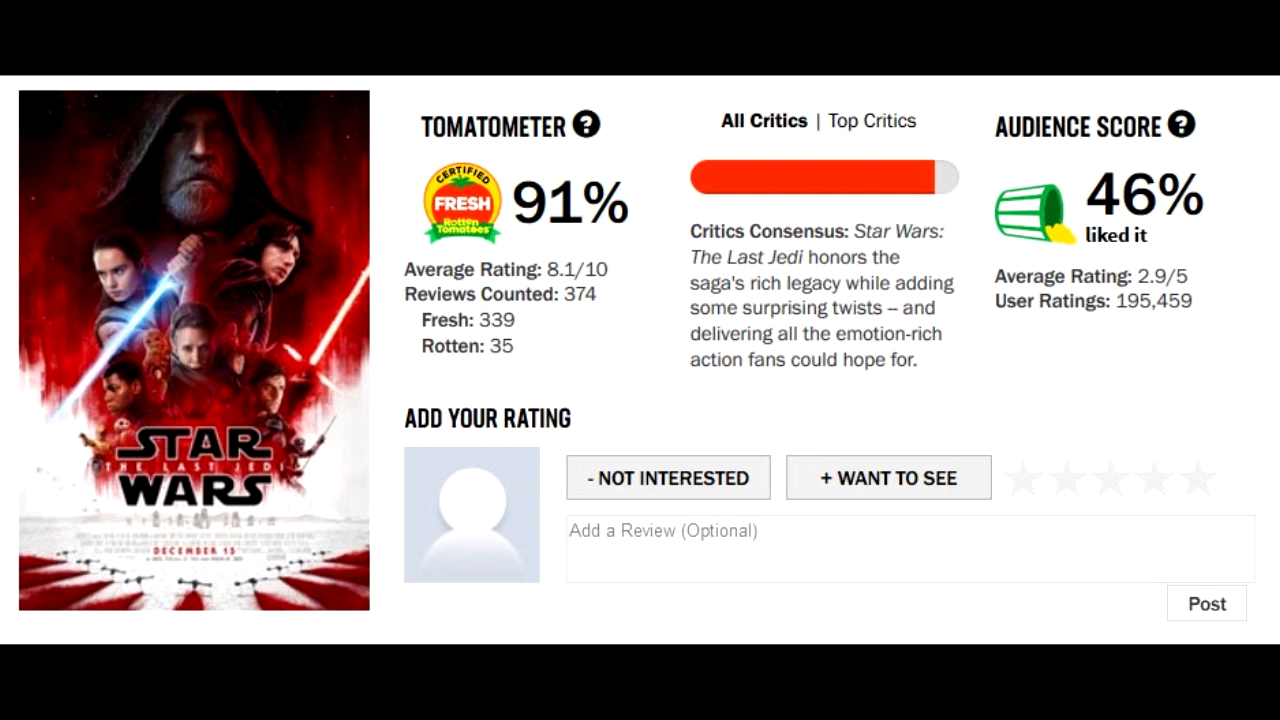 TOMATOMETER ?
CERTIFIED
FRESH
Rotten
Tomatoes
91%
Average Rating: 8.1/10
Reviews Counted: 374
Fresh: 339
Rotten: 35
All Critics | Top Critics
Critics Consensus: Star Wars:
The Last Jedi honors the
saga's rich legacy while adding
some surprising twists -- and
delivering all the emotion-rich
action fans could hope for.
AUDIENCE SCORE ?
46%
liked it
Average Rating: 2.9/5
User Ratings: 195,459
STAR
THE LAST JEDI
WARS
DECEMBER 15
ADD YOUR RATING
- NOT INTERESTED
+ WANT TO SEE
Add a Review (Optional)
Post